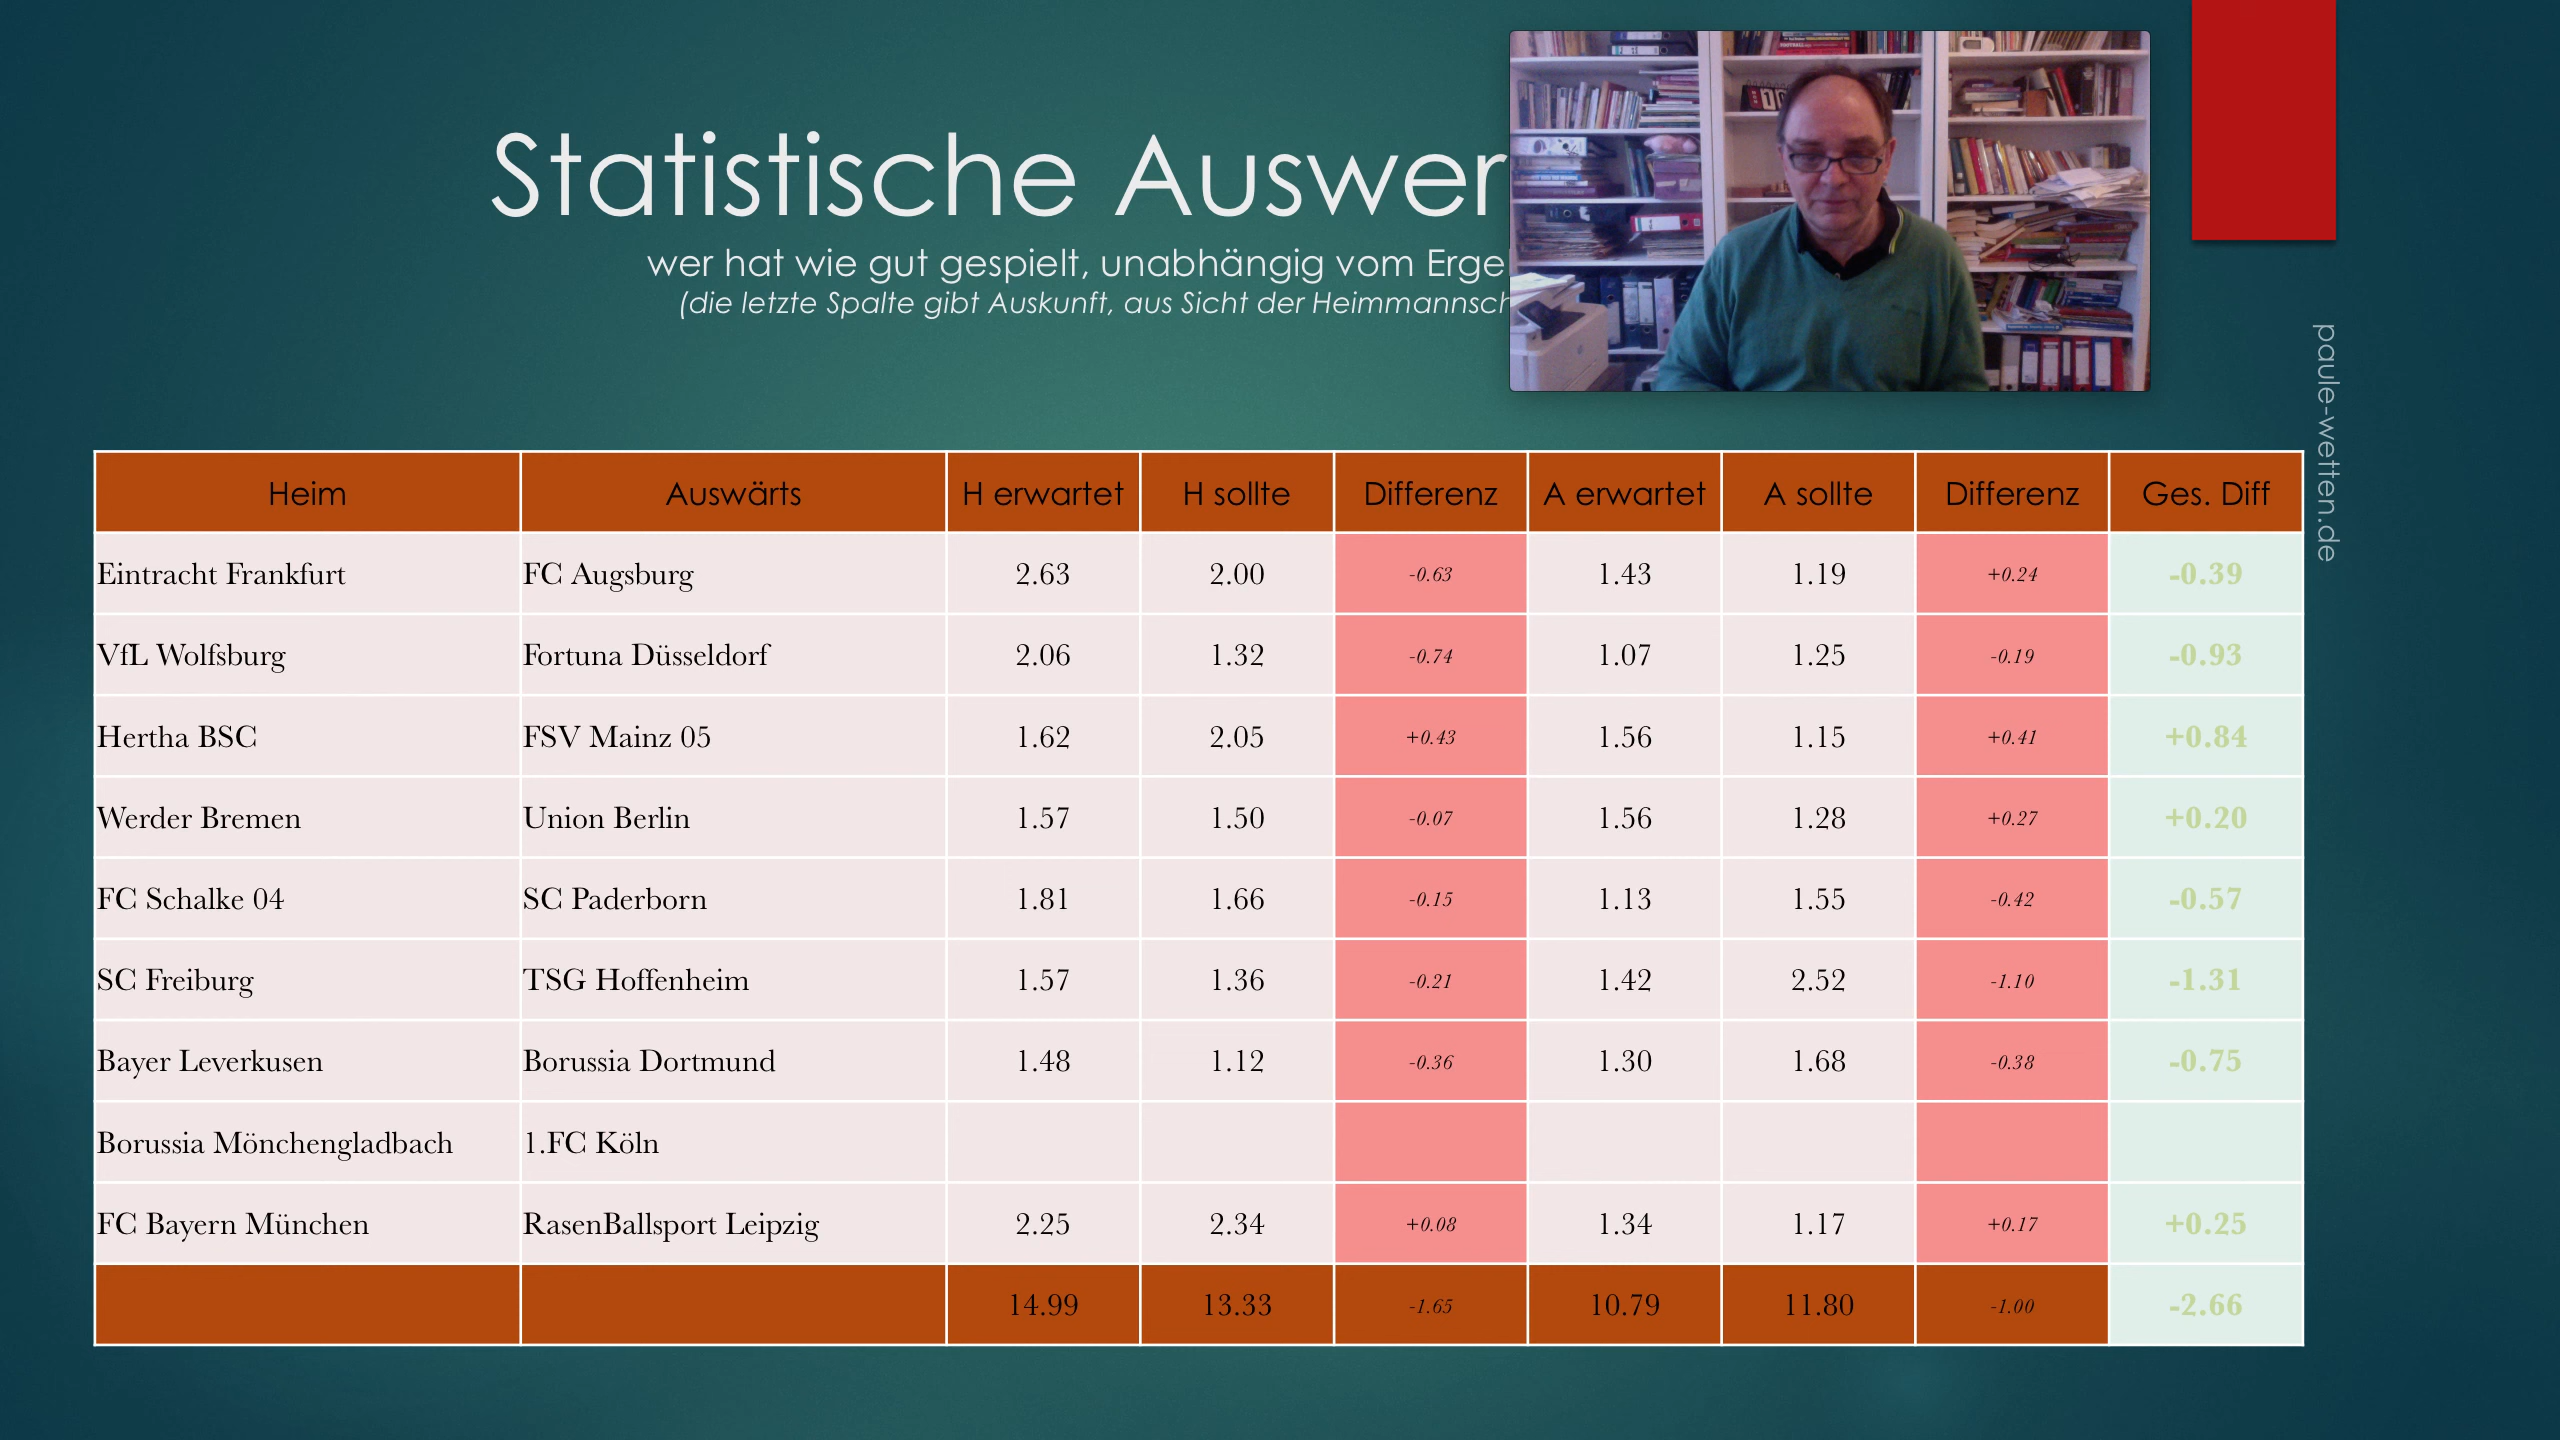 Statistische Auswer
wer hat wie gut gespielt, unabhängig vom Erge
(die letzte Spalte gibt Auskunft, aus Sicht der Heimmannsch
paule-wetten.de
Heim Auswärts H erwartet H sollte Differenz A erwartet A sollte Differenz Ges. Diff
Eintracht Frankfurt FC Augsburg 2.63 2.00 -0.63 1.43 1.19 +0.24 -0.39
VfL Wolfsburg Fortuna Düsseldorf 2.06 1.32 -0.74 1.07 1.25 -0.19 -0.93
Hertha BSC FSV Mainz 05 1.62 2.05 +0.43 1.56 1.15 +0.41 +0.84
Werder Bremen Union Berlin 1.57 1.50 -0.07 1.56 1.28 +0.27 +0.20
FC Schalke 04 SC Paderborn 1.81 1.66 -0.15 1.13 1.55 -0.42 -0.57
SC Freiburg TSG Hoffenheim 1.57 1.36 -0.21 1.42 2.52 -1.10 -1.31
Bayer Leverkusen Borussia Dortmund 1.48 1.12 -0.36 1.30 1.68 -0.38 -0.75
Borussia Mönchengladbach 1.FC Köln
FC Bayern München RasenBallsport Leipzig 2.25 2.34 +0.08 1.34 1.17 +0.17 +0.25
14.99 13.33 -1.65 10.79 11.80 -1.00 -2.66